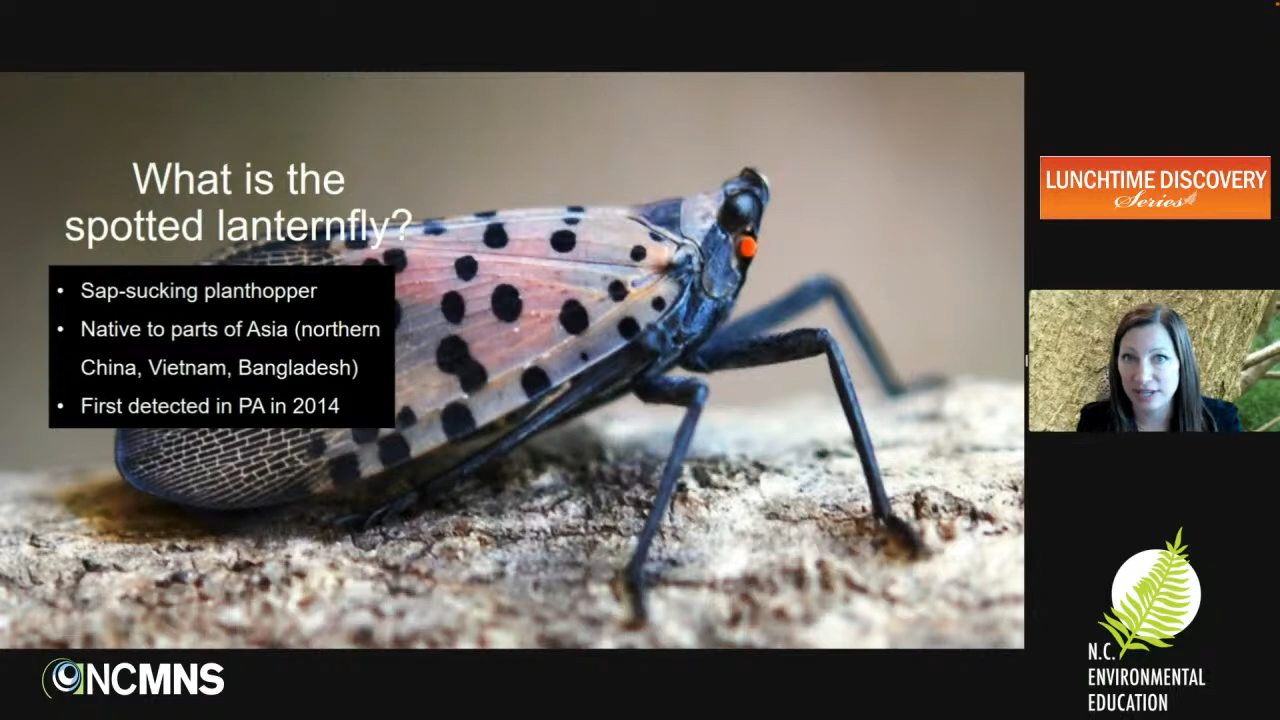 What is the
spotted lanternfly?
• Sap-sucking planthopper
• Native to parts of Asia (northern
China, Vietnam, Bangladesh)
• First detected in PA in 2014
LUNCHTIME DISCOVERY
Series
NCMNS
N.C.
ENVIRONMENTAL
EDUCATION